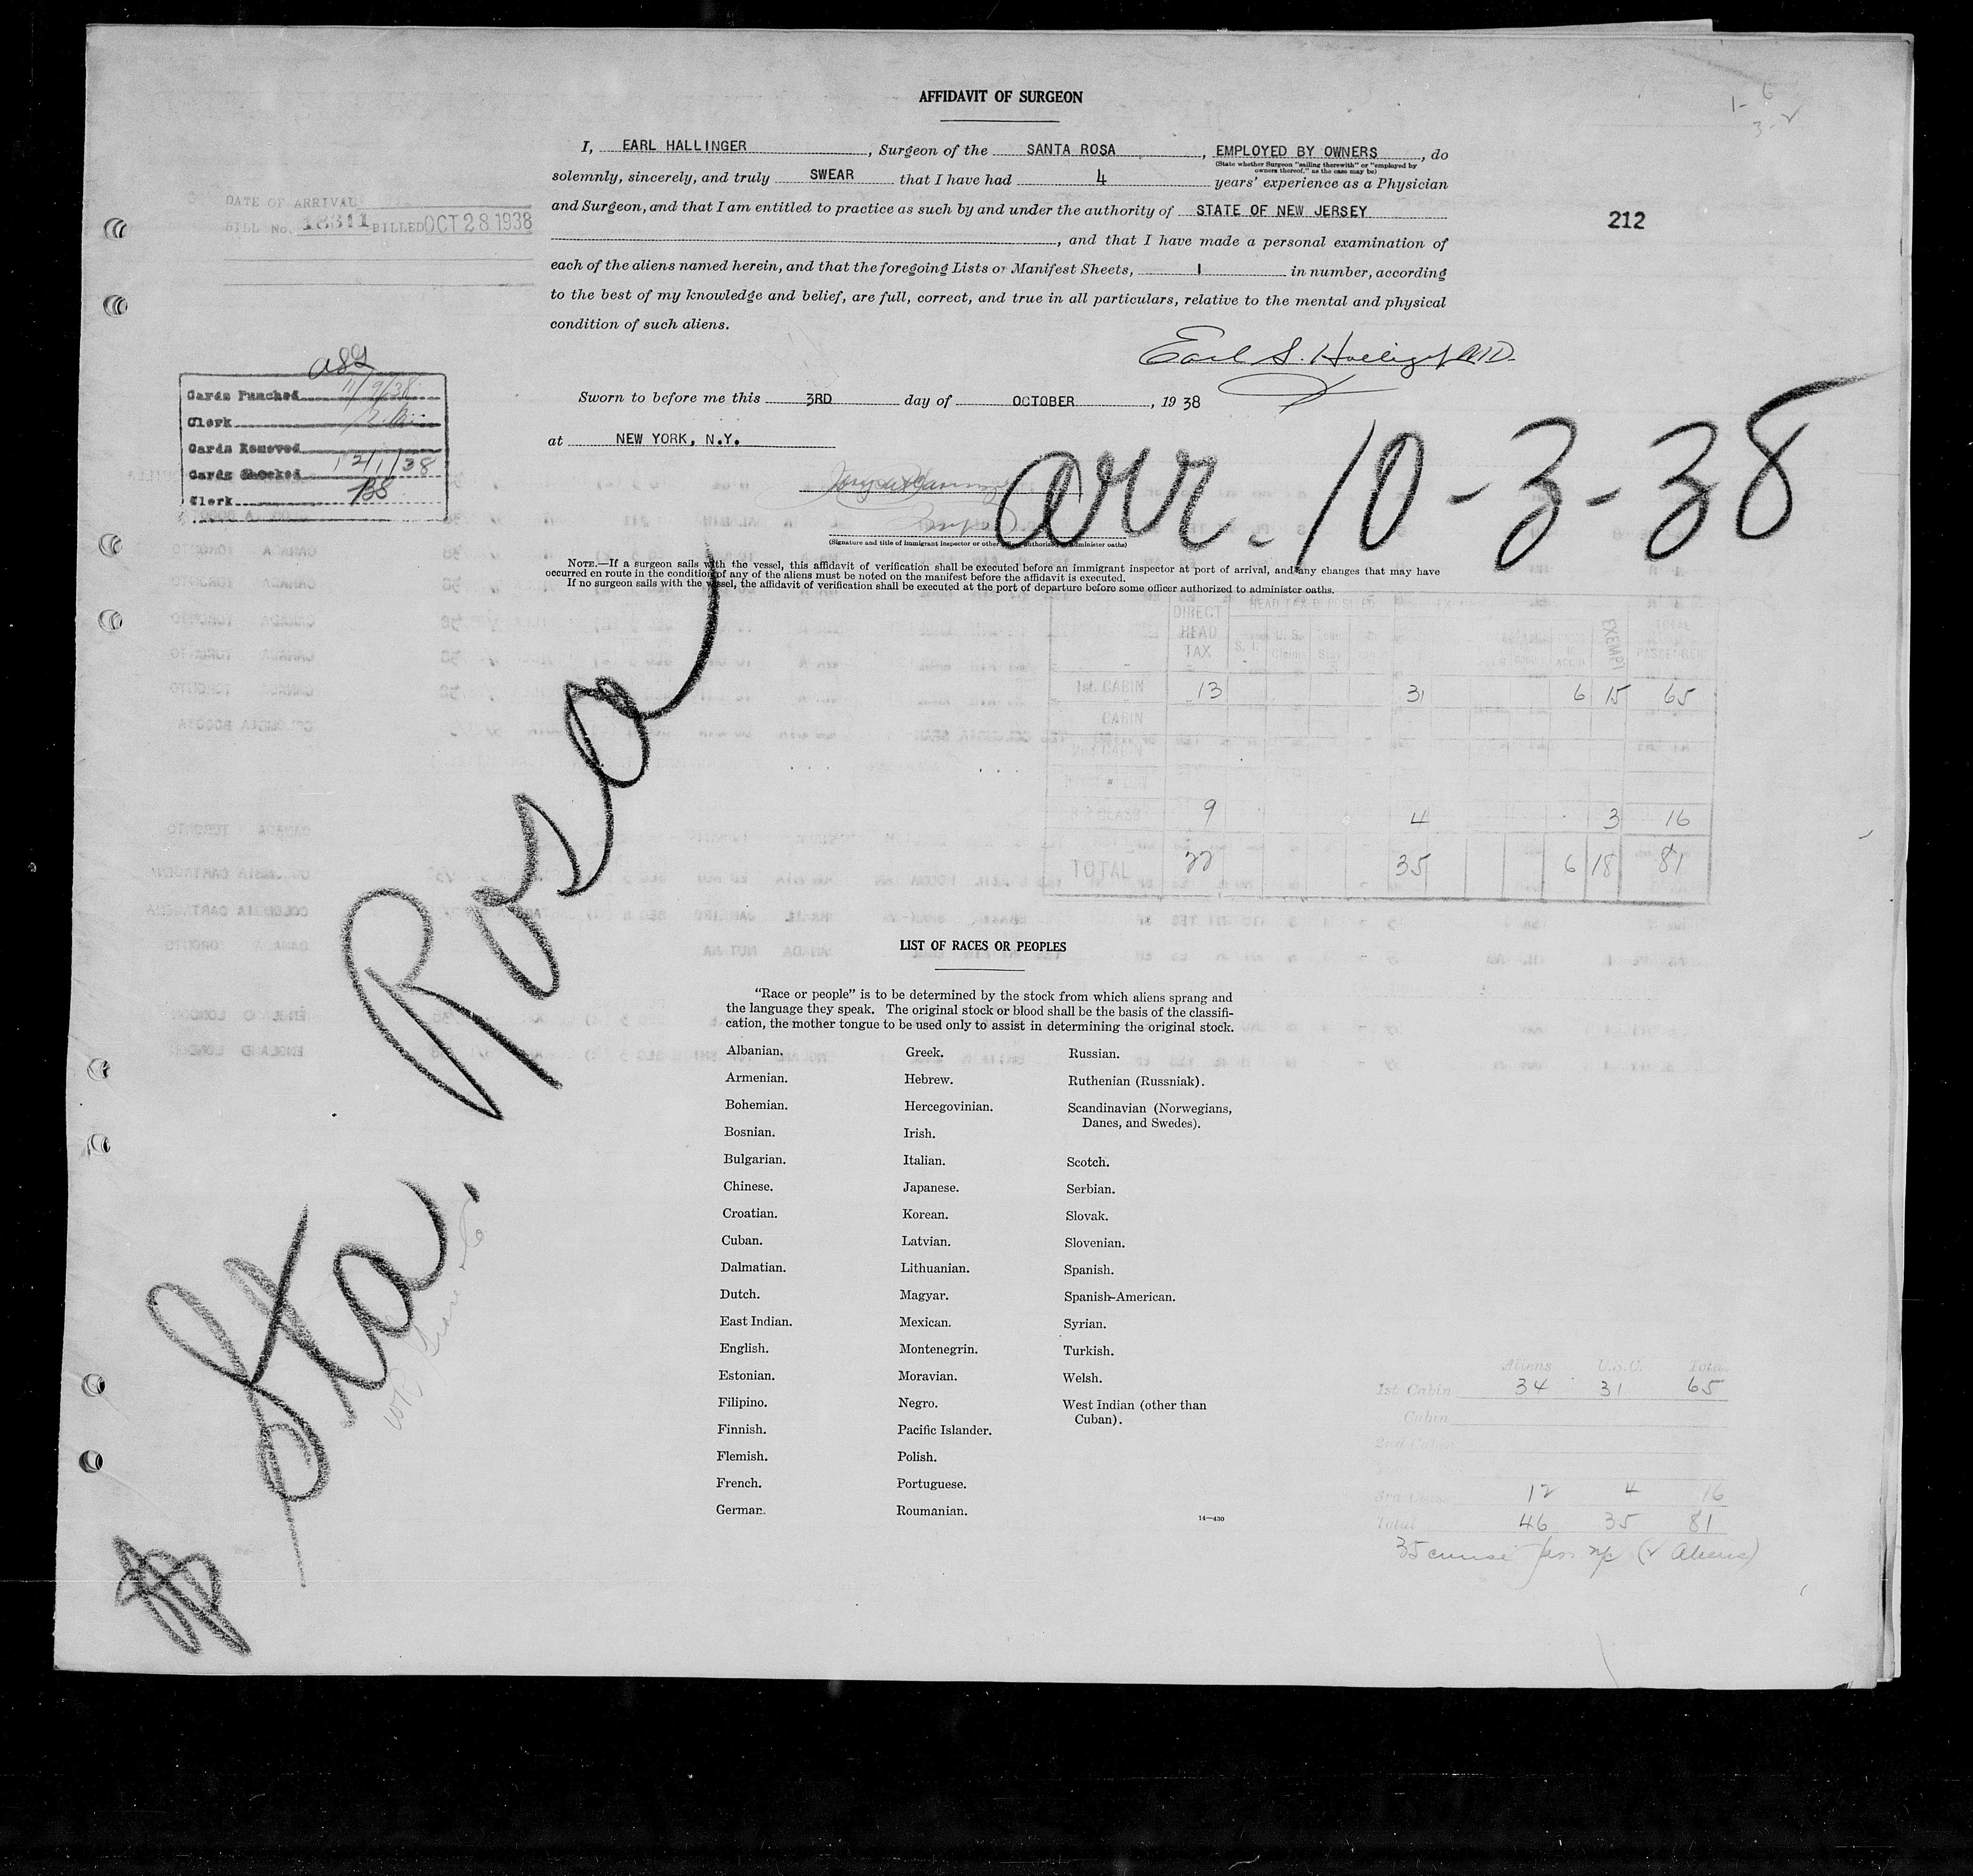 AFFIDAVIT OF SURGEON
I, EARL HALLINGER, Surgeon of the SANTA ROSA, EMPLOYED BY OWNERS, do
(State whether Surgeon "sailing therewith" or "employed by
owners thereof," as the case may be)
solemnly, sincerely, and truly SWEAR that I have had 4 years' experience as a Physician
and Surgeon, and that I am entitled to practice as such by and under the authority of STATE OF NEW JERSEY
, and that I have made a personal examination of
each of the aliens named herein, and that the foregoing Lists or Manifest Sheets, 1 in number, according
to the best of my knowledge and belief, are full, correct, and true in all particulars, relative to the mental and physical
condition of such aliens.
DATE OF ARRIVAL
BILL No. 18311 BILLED OCT 28 1938
212
Cards Punched 11/9/38
Clerk
Cards Removed
Cards Checked 12/1/38
Clerk
Sworn to before me this 3RD day of OCTOBER, 1938
at NEW YORK, N.Y.
arr. 10-3-38
(Signature and title of immigrant inspector or other authorized administer oaths)
NOTE.—If a surgeon sails with the vessel, this affidavit of verification shall be executed before an immigrant inspector at port of arrival, and any changes that may have
occurred en route in the condition of any of the aliens must be noted on the manifest before the affidavit is executed.
If no surgeon sails with the vessel, the affidavit of verification shall be executed at the port of departure before some officer authorized to administer oaths.
Sta. Rosa
DIRECT HEAD TAX EXEMPT TOTAL PASSENGERS
1st. CABIN 13 31 6 15 65
CABIN
CLASS 9 4 3 16
TOTAL 22 35 6 18 81
LIST OF RACES OR PEOPLES
"Race or people" is to be determined by the stock from which aliens sprang and
the language they speak. The original stock or blood shall be the basis of the classifi-
cation, the mother tongue to be used only to assist in determining the original stock.
Albanian.
Armenian.
Bohemian.
Bosnian.
Bulgarian.
Chinese.
Croatian.
Cuban.
Dalmatian.
Dutch.
East Indian.
English.
Estonian.
Filipino.
Finnish.
Flemish.
French.
German.
Greek.
Hebrew.
Hercegovinian.
Irish.
Italian.
Japanese.
Korean.
Latvian.
Lithuanian.
Magyar.
Mexican.
Montenegrin.
Moravian.
Negro.
Pacific Islander.
Polish.
Portuguese.
Roumanian.
Russian.
Ruthenian (Russniak).
Scandinavian (Norwegians,
Danes, and Swedes).
Scotch.
Serbian.
Slovak.
Slovenian.
Spanish.
Spanish-American.
Syrian.
Turkish.
Welsh.
West Indian (other than
Cuban).
14—430
Aliens U.S.C. Total
1st Cabin 34 31 65
Cabin
2nd Cabin
3rd Class 12 4 16
Total 46 35 81
35 cruise
Aliens)